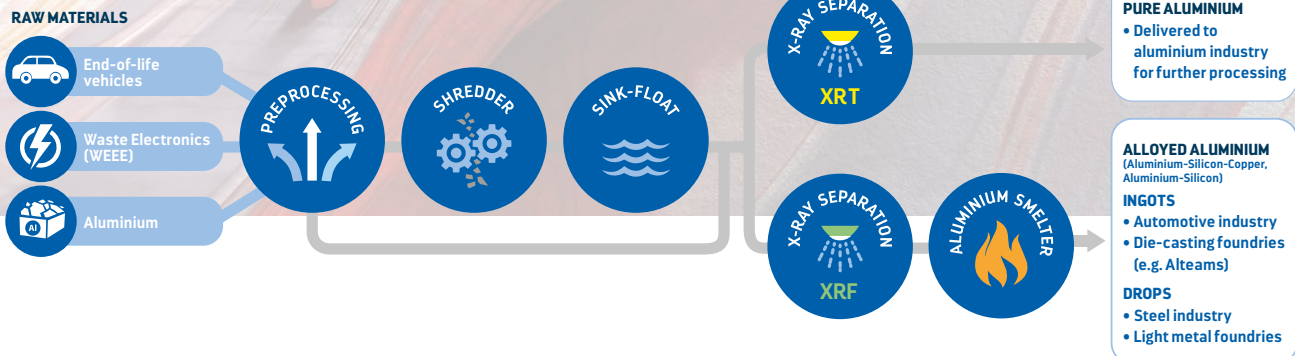 RAW MATERIALS
End-of-life
vehicles
Waste Electronics
(WEEE)
Al
Aluminium
PREPROCESSING
SHREDDER
SINK-FLOAT
X-RAY SEPARATION
XRT
X-RAY SEPARATION
XRF
ALUMINIUM SMELTER
PURE ALUMINIUM
• Delivered to
aluminium industry
for further processing
ALLOYED ALUMINIUM
(Aluminium-Silicon-Copper,
Aluminium-Silicon)
INGOTS
• Automotive industry
• Die-casting foundries
(e.g. Alteams)
DROPS
• Steel industry
• Light metal foundries